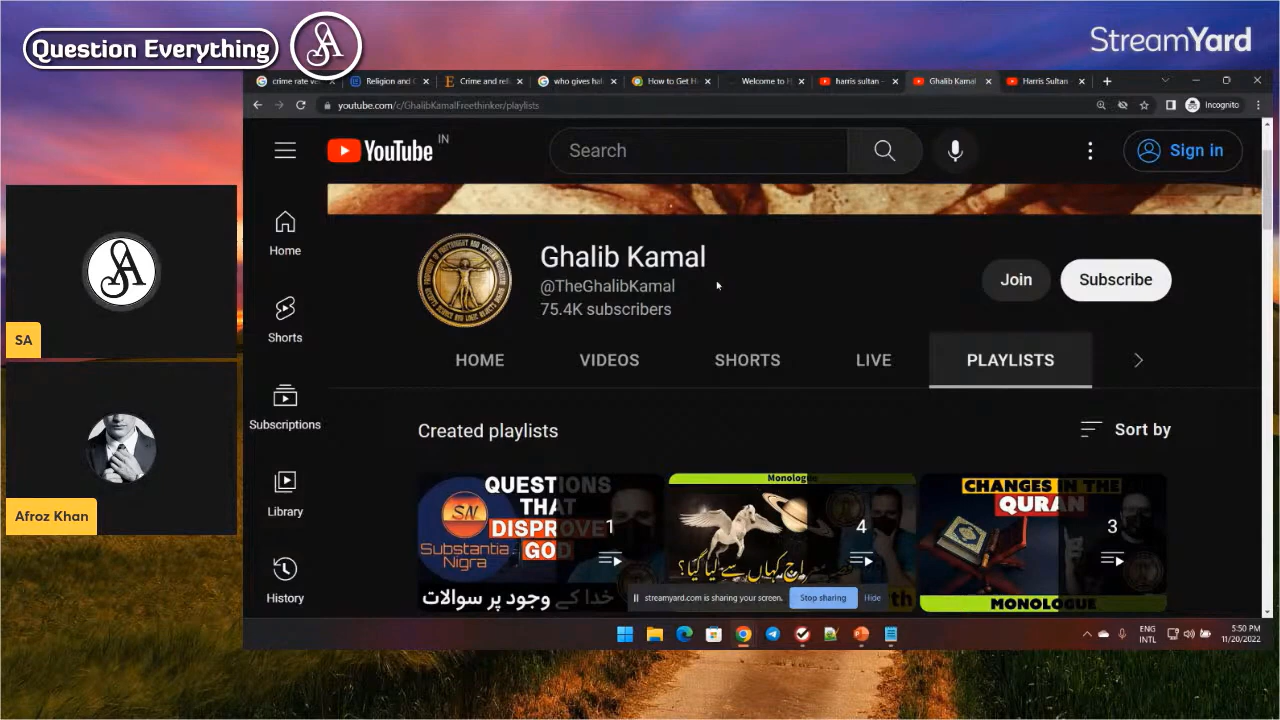 Question Everything
SA
StreamYard
crime rate v
Religion and C
Crime and reli
who gives hal
How to Get H
Welcome to H
harris sultan -
Ghalib Kamal
Harris Sultan
youtube.com/c/GhalibKamalFreethinker/playlists
Incognito
YouTube IN
Search
Sign in
Home
Shorts
Subscriptions
Library
History
Ghalib Kamal
@TheGhalibKamal
75.4K subscribers
Join
Subscribe
HOME
VIDEOS
SHORTS
LIVE
PLAYLISTS
Created playlists
Sort by
QUESTIONS
THAT
DISPROVE
GOD
SN
Substantia
Nigra
خدا کے وجود پر سوالات
1
Monologue
4
CHANGES IN THE
QURAN
3
MONOLOGUE
streamyard.com is sharing your screen.
Stop sharing
Hide
SA
Afroz Khan
ENG
INTL
5:50 PM
11/20/2022